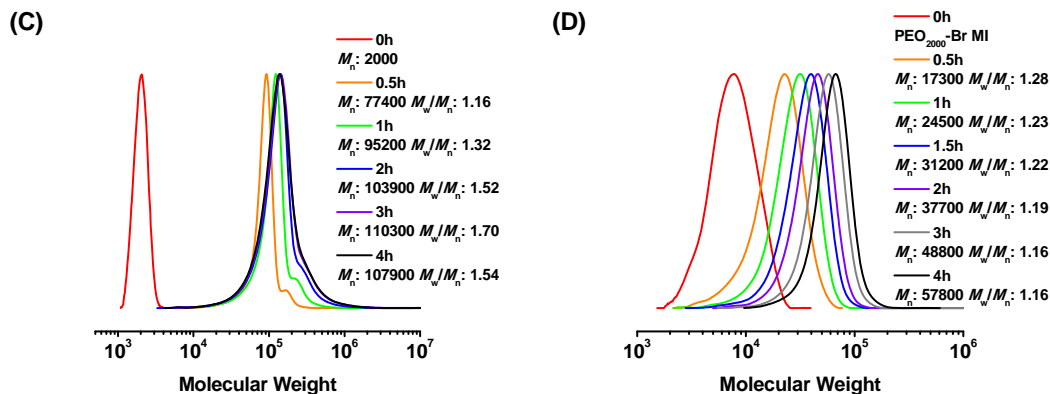 (C)
0h
Mn: 2000
0.5h
Mn: 77400 Mw/Mn: 1.16
1h
Mn: 95200 Mw/Mn: 1.32
2h
Mn: 103900 Mw/Mn: 1.52
3h
Mn: 110300 Mw/Mn: 1.70
4h
Mn: 107900 Mw/Mn: 1.54
10³ 10⁴ 10⁵ 10⁶ 10⁷
Molecular Weight
(D)
0h
PEO₂₀₀₀-Br MI
0.5h
Mn: 17300 Mw/Mn: 1.28
1h
Mn: 24500 Mw/Mn: 1.23
1.5h
Mn: 31200 Mw/Mn: 1.22
2h
Mn: 37700 Mw/Mn: 1.19
3h
Mn: 48800 Mw/Mn: 1.16
4h
Mn: 57800 Mw/Mn: 1.16
10³ 10⁴ 10⁵ 10⁶
Molecular Weight